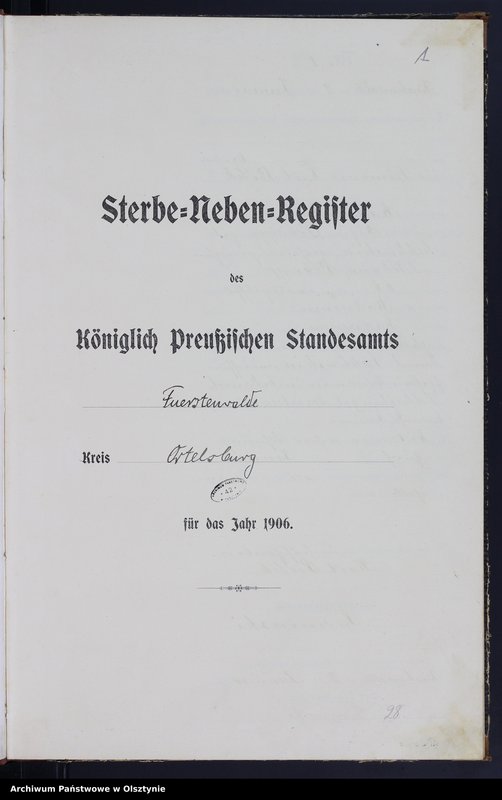 1
Sterbe=Neben=Register
des
Königlich Preußischen Standesamts
Fuerstenwalde
Kreis Ortelsburg
42
für das Jahr 1906.
28
Archiwum Państwowe w Olsztynie